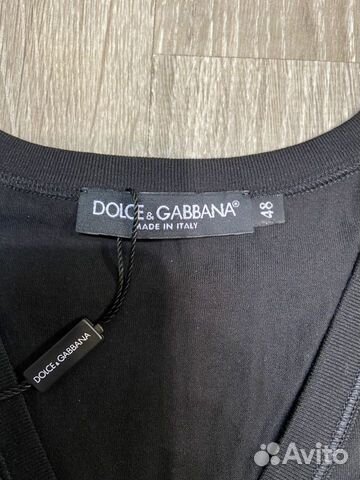 DOLCE & GABBANA®
MADE IN ITALY
48
DOLCE & GABBANA
Avito